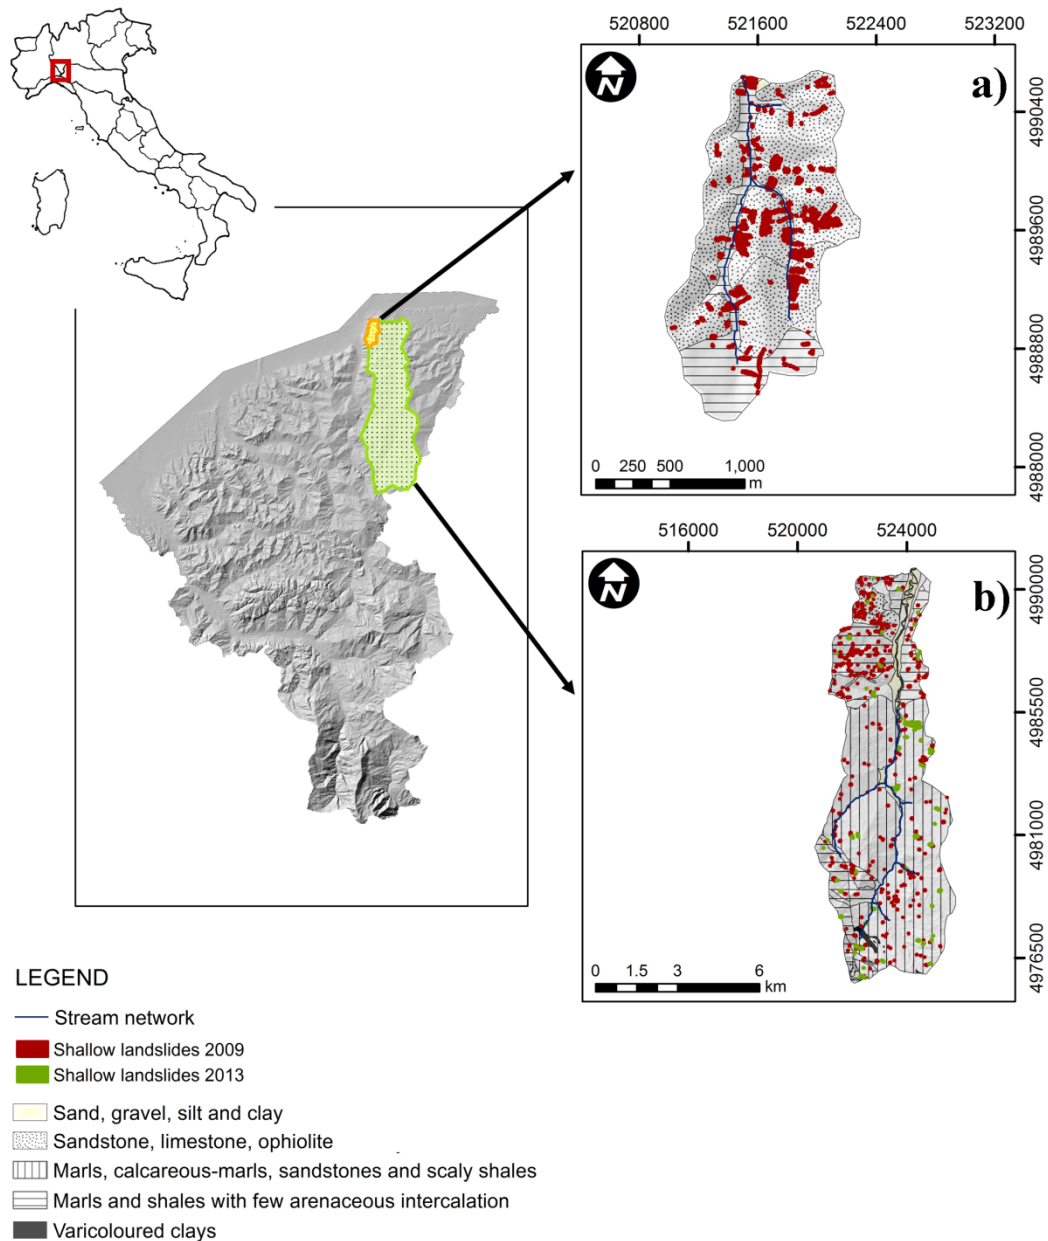 520800 521600 522400 523200
N
a)
4990400
4989600
4988800
4988000
0 250 500 1,000
m
516000 520000 524000
N
b)
4990000
4985500
4981000
4976500
0 1.5 3 6
km
LEGEND
Stream network
Shallow landslides 2009
Shallow landslides 2013
Sand, gravel, silt and clay
Sandstone, limestone, ophiolite
Marls, calcareous-marls, sandstones and scaly shales
Marls and shales with few arenaceous intercalation
Varicoloured clays